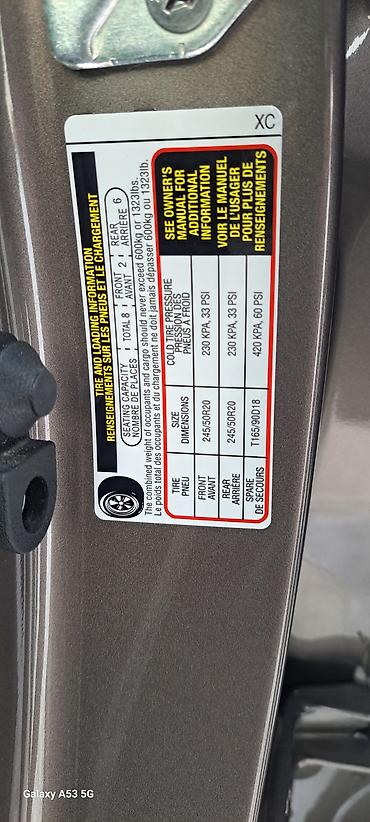 TIRE AND LOADING INFORMATION
RENSEIGNEMENTS SUR LES PNEUS ET LE CHARGEMENT
SEATING CAPACITY TOTAL 8 FRONT 2 REAR 6
NOMBRE DE PLACES AVANT ARRIÈRE
The combined weight of occupants and cargo should never exceed 600kg or 1323lbs.
Le poids total des occupants et du chargement ne doit jamais dépasser 600kg ou 1323lb.
TIRE SIZE COLD TIRE PRESSURE
PNEU DIMENSIONS PRESSION DES PNEUS À FROID
FRONT AVANT 245/50R20 230 KPA, 33 PSI
REAR ARRIÈRE 245/50R20 230 KPA, 33 PSI
SPARE DE SECOURS T165/90D18 420 KPA, 60 PSI
SEE OWNER'S
MANUAL FOR
ADDITIONAL
INFORMATION
VOIR LE MANUEL
DE L'USAGER
POUR PLUS DE
RENSEIGNEMENTS
XC
Galaxy A53 5G